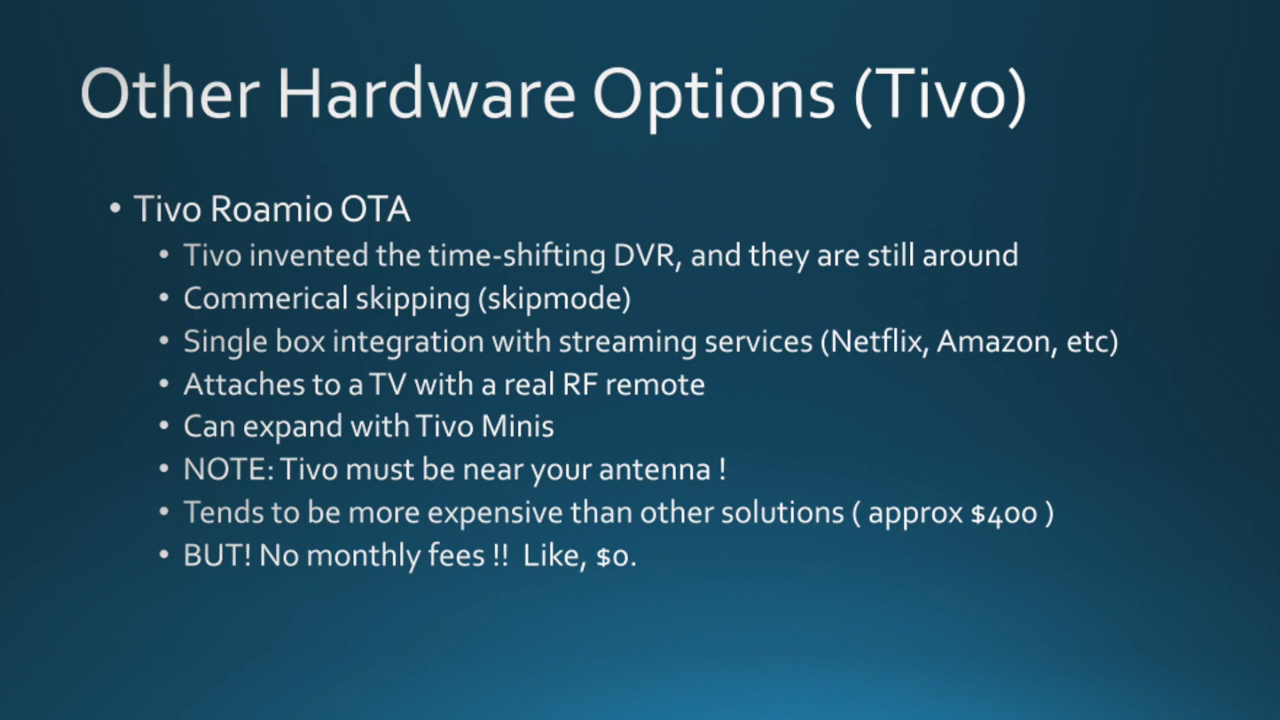 Other Hardware Options (Tivo)
• Tivo Roamio OTA
• Tivo invented the time-shifting DVR, and they are still around
• Commerical skipping (skipmode)
• Single box integration with streaming services (Netflix, Amazon, etc)
• Attaches to a TV with a real RF remote
• Can expand with Tivo Minis
• NOTE: Tivo must be near your antenna !
• Tends to be more expensive than other solutions ( approx $400 )
• BUT! No monthly fees !!  Like, $0.